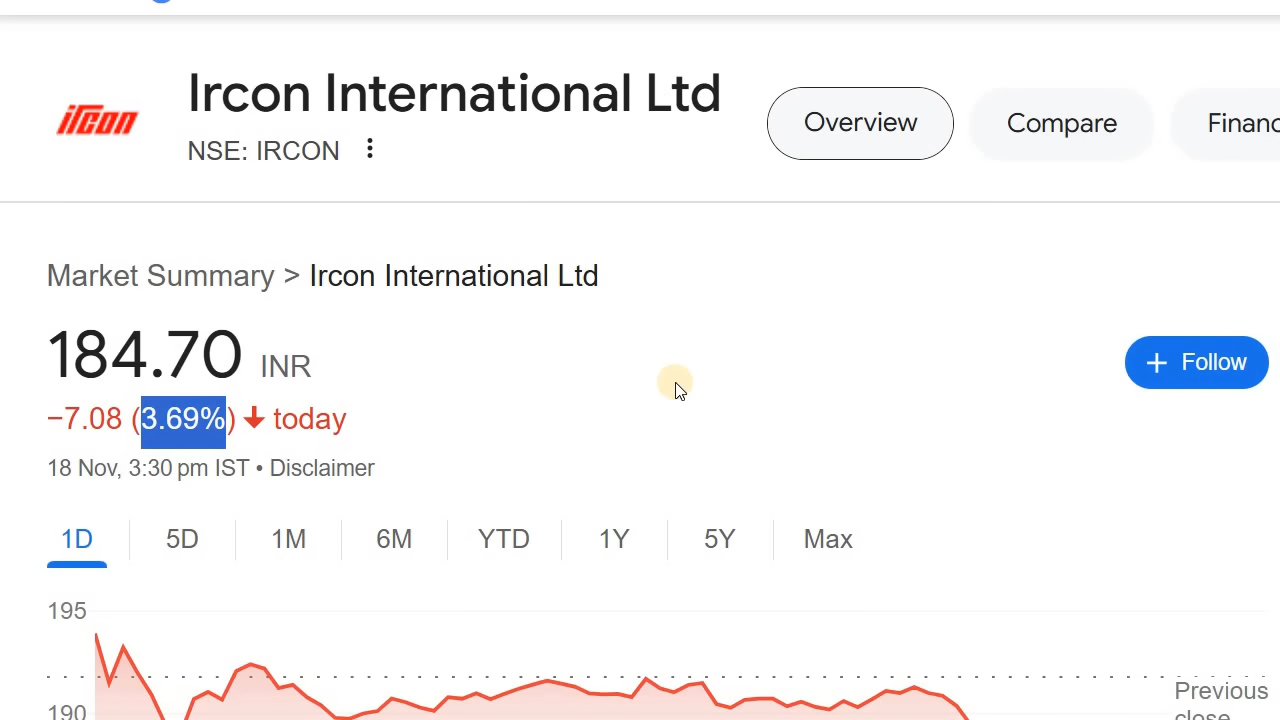 ircon
Ircon International Ltd
NSE: IRCON
Overview
Compare
Financ
Market Summary > Ircon International Ltd
184.70 INR
+ Follow
−7.08 (3.69%) ↓ today
18 Nov, 3:30 pm IST • Disclaimer
1D 5D 1M 6M YTD 1Y 5Y Max
195
190
Previous
close